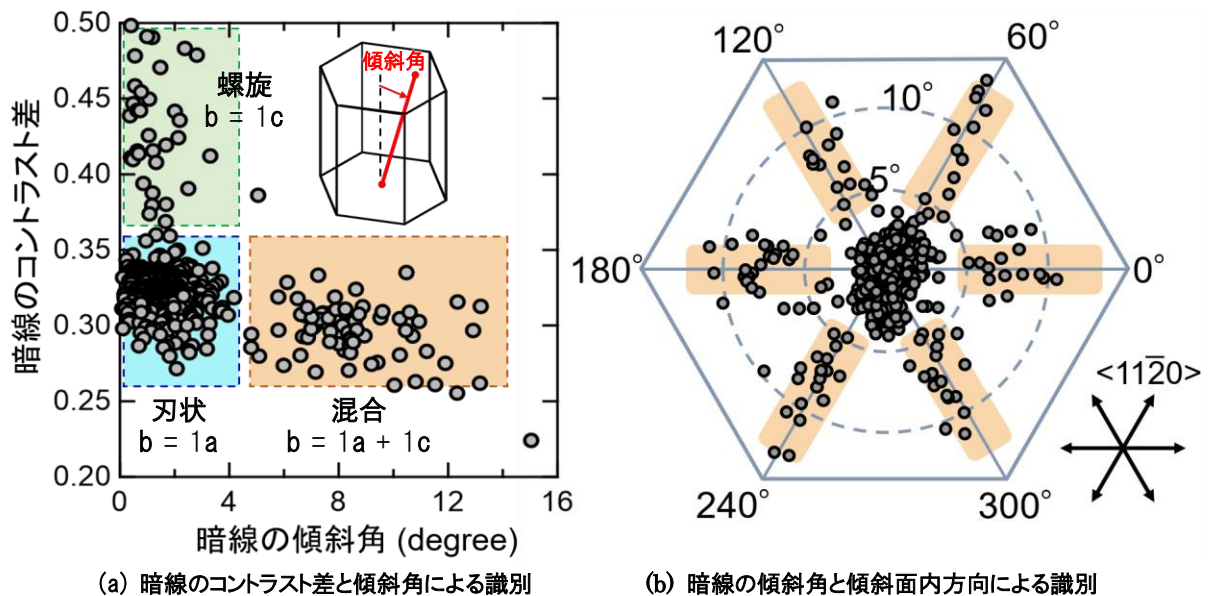 0.50
0.45
0.40
0.35
0.30
0.25
0.20
暗線のコントラスト差
傾斜角
螺旋
b = 1c
刃状
b = 1a
混合
b = 1a + 1c
0 4 8 12 16
暗線の傾斜角 (degree)
(a) 暗線のコントラスト差と傾斜角による識別
120° 60°
10°
5°
180° 0°
<112̅0>
240° 300°
(b) 暗線の傾斜角と傾斜面内方向による識別